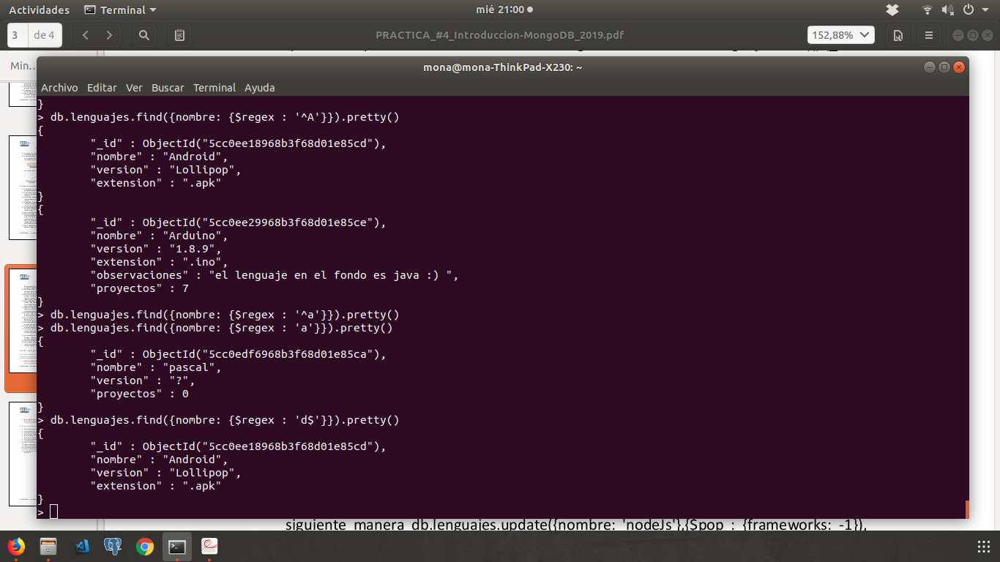 Actividades Terminal mié 21:00
3 de 4 PRACTICA_#4_Introduccion-MongoDB_2019.pdf 152,88%
Min…
mona@mona-ThinkPad-X230: ~
Archivo Editar Ver Buscar Terminal Ayuda
}
> db.lenguajes.find({nombre: {$regex : '^A'}}).pretty()
{
"_id" : ObjectId("5cc0ee18968b3f68d01e85cd"),
"nombre" : "Android",
"version" : "Lollipop",
"extension" : ".apk"
}
{
"_id" : ObjectId("5cc0ee29968b3f68d01e85ce"),
"nombre" : "Arduino",
"version" : "1.8.9",
"extension" : ".ino",
"observaciones" : "el lenguaje en el fondo es java :) ",
"proyectos" : 7
}
> db.lenguajes.find({nombre: {$regex : '^a'}}).pretty()
> db.lenguajes.find({nombre: {$regex : 'a'}}).pretty()
{
"_id" : ObjectId("5cc0edf6968b3f68d01e85ca"),
"nombre" : "pascal",
"version" : "?",
"proyectos" : 0
}
> db.lenguajes.find({nombre: {$regex : 'd$'}}).pretty()
{
"_id" : ObjectId("5cc0ee18968b3f68d01e85cd"),
"nombre" : "Android",
"version" : "Lollipop",
"extension" : ".apk"
}
>
siguiente manera db.lenguajes.update({nombre: 'nodeJs'},{$pop : {frameworks: -1}}),